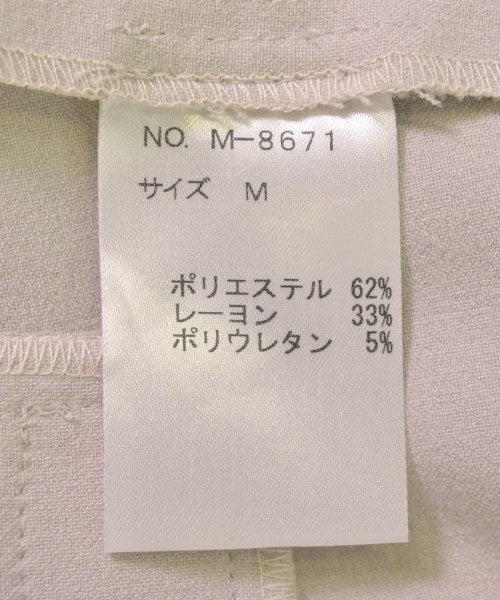 NO. M-8671
サイズ M
ポリエステル 62%
レーヨン 33%
ポリウレタン 5%